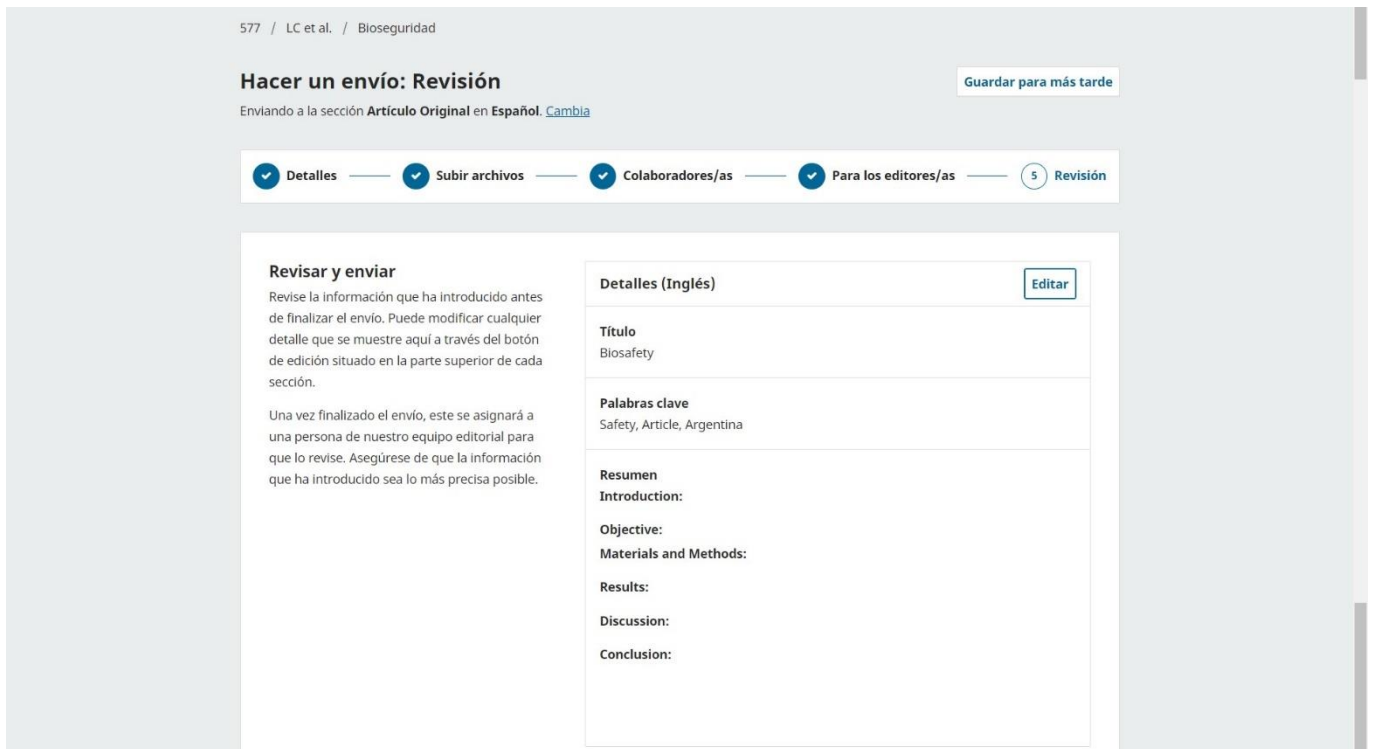 577 / LC et al. / Bioseguridad
Hacer un envío: Revisión
Guardar para más tarde
Enviando a la sección Artículo Original en Español. Cambia
Detalles
Subir archivos
Colaboradores/as
Para los editores/as
5 Revisión
Revisar y enviar
Revise la información que ha introducido antes
de finalizar el envío. Puede modificar cualquier
detalle que se muestre aquí a través del botón
de edición situado en la parte superior de cada
sección.
Una vez finalizado el envío, este se asignará a
una persona de nuestro equipo editorial para
que lo revise. Asegúrese de que la información
que ha introducido sea lo más precisa posible.
Detalles (Inglés)
Editar
Título
Biosafety
Palabras clave
Safety, Article, Argentina
Resumen
Introduction:
Objective:
Materials and Methods:
Results:
Discussion:
Conclusion: